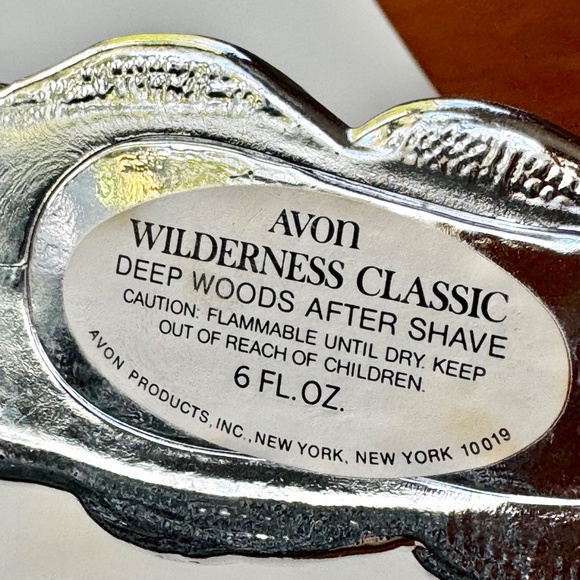 AVON
WILDERNESS CLASSIC
DEEP WOODS AFTER SHAVE
CAUTION: FLAMMABLE UNTIL DRY. KEEP
OUT OF REACH OF CHILDREN.
6 FL. OZ.
AVON PRODUCTS, INC., NEW YORK, NEW YORK 10019